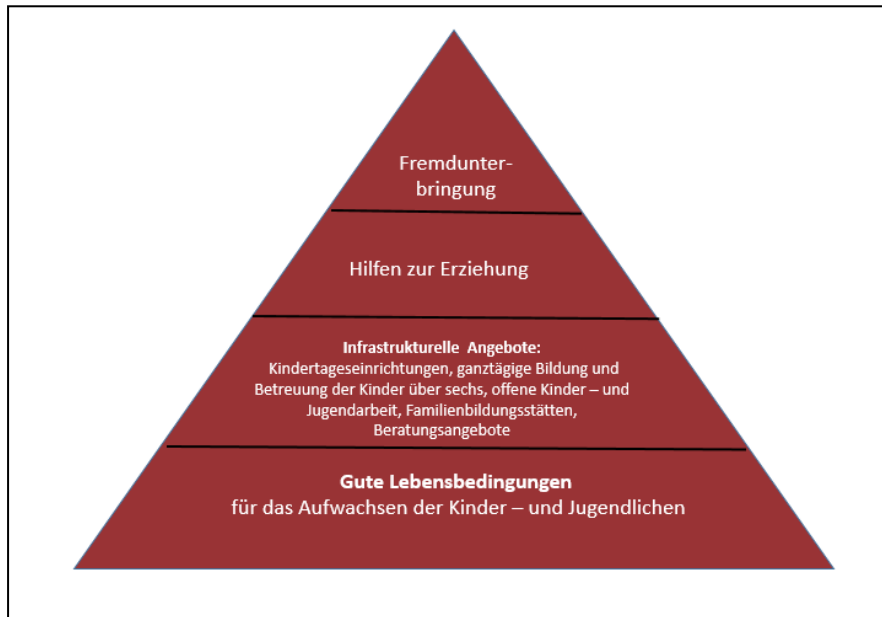 Fremdunter-
bringung
Hilfen zur Erziehung
Infrastrukturelle Angebote:
Kindertageseinrichtungen, ganztägige Bildung und
Betreuung der Kinder über sechs, offene Kinder – und
Jugendarbeit, Familienbildungsstätten,
Beratungsangebote
Gute Lebensbedingungen
für das Aufwachsen der Kinder – und Jugendlichen